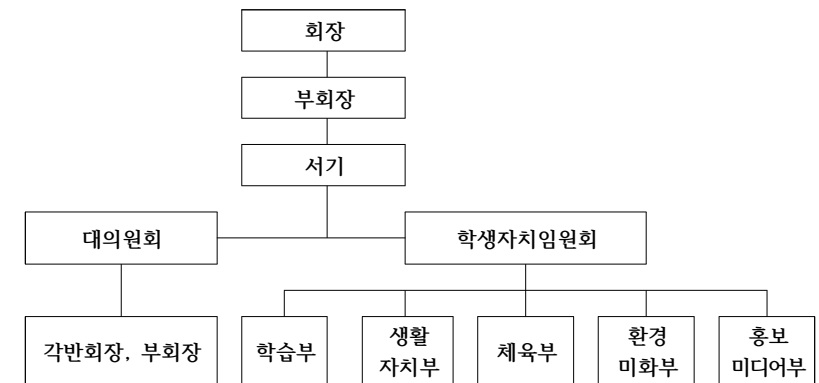 회장
부회장
서기
대의원회
학생자치임원회
각반회장, 부회장
학습부
생활
자치부
체육부
환경
미화부
홍보
미디어부